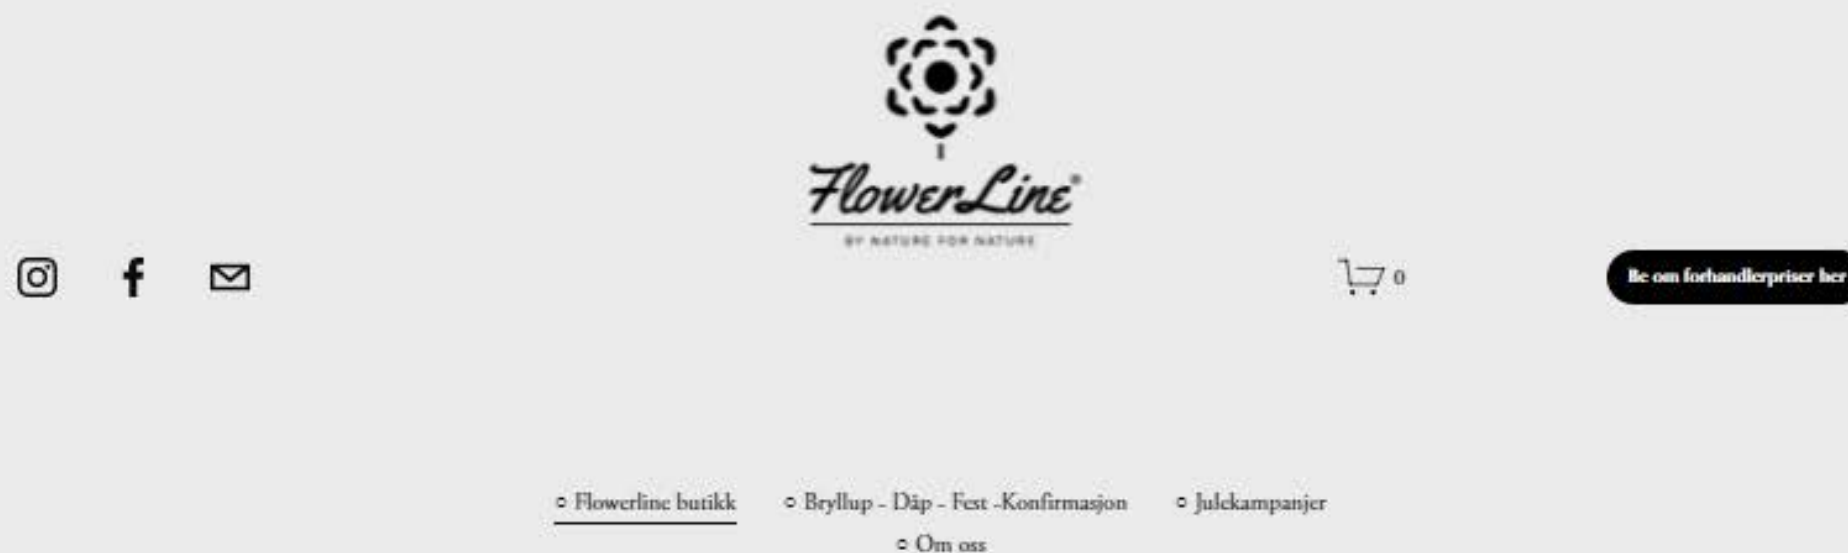 FlowerLine®
BY NATURE FOR NATURE
0
Be om forhandlerpriser her
○ Flowerline butikk ○ Bryllup - Dåp - Fest -Konfirmasjon ○ Julekampanjer
○ Om oss